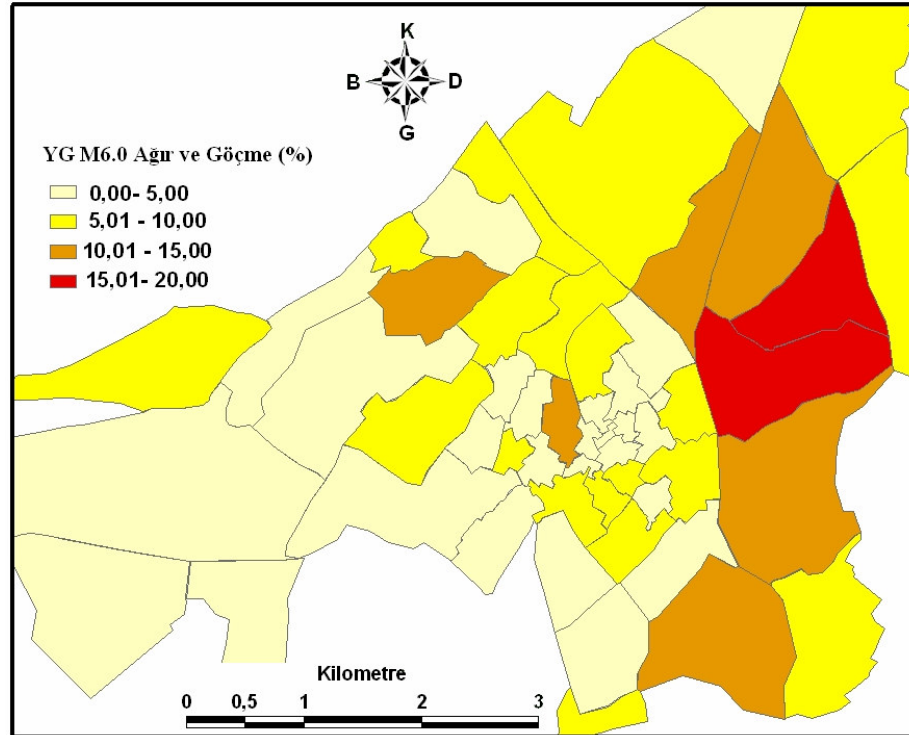 K
B D
G
YG M6.0 Ağır ve Göçme (%)
0,00- 5,00
5,01 - 10,00
10,01 - 15,00
15,01- 20,00
Kilometre
0 0,5 1 2 3